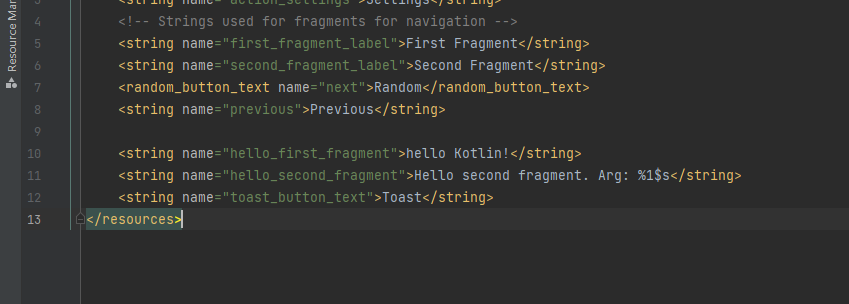 Resource Ma
3 <string name="action_settings">Settings</string>
4 <!-- Strings used for fragments for navigation -->
5 <string name="first_fragment_label">First Fragment</string>
6 <string name="second_fragment_label">Second Fragment</string>
7 <random_button_text name="next">Random</random_button_text>
8 <string name="previous">Previous</string>
9
10 <string name="hello_first_fragment">hello Kotlin!</string>
11 <string name="hello_second_fragment">Hello second fragment. Arg: %1$s</string>
12 <string name="toast_button_text">Toast</string>
13 </resources>